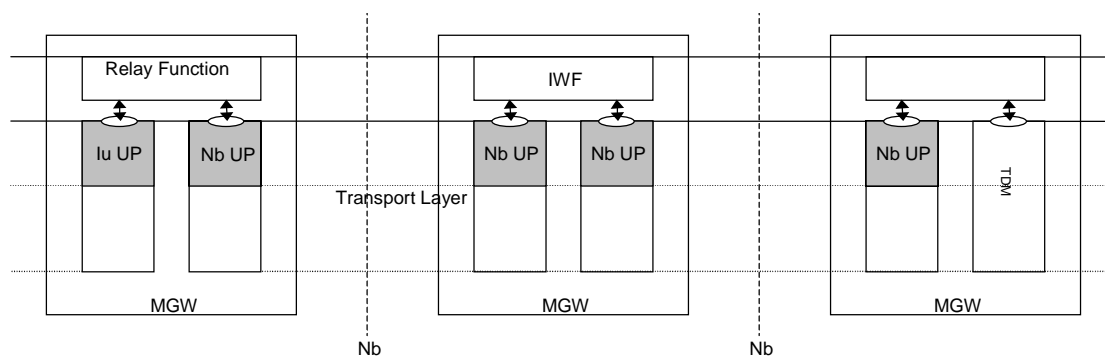 Relay Function
IWF
Iu UP
Nb UP
Nb UP
Nb UP
Nb UP
TDM
Transport Layer
MGW
MGW
MGW
Nb
Nb